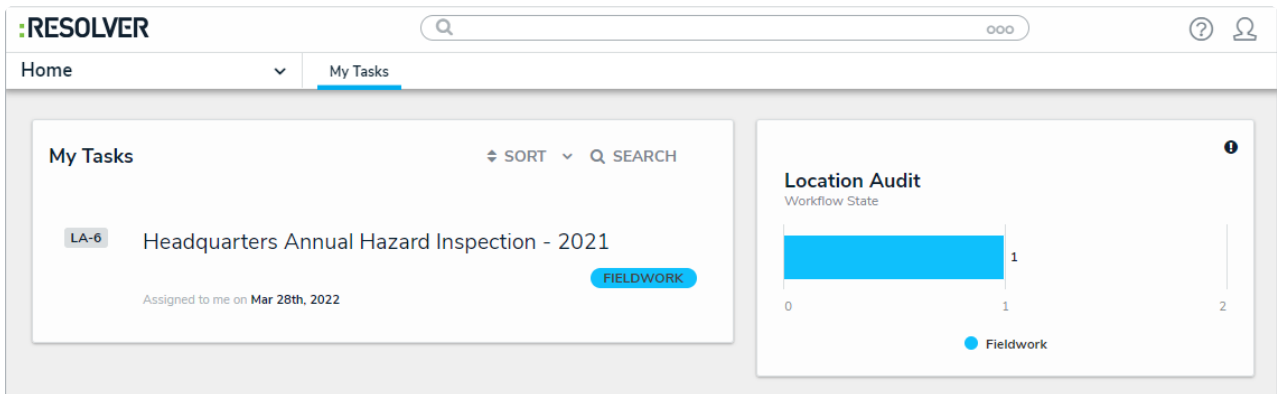 :RESOLVER
ooo
Home
My Tasks
My Tasks
SORT
SEARCH
LA-6
Headquarters Annual Hazard Inspection - 2021
FIELDWORK
Assigned to me on Mar 28th, 2022
Location Audit
Workflow State
1
0 1 2
Fieldwork